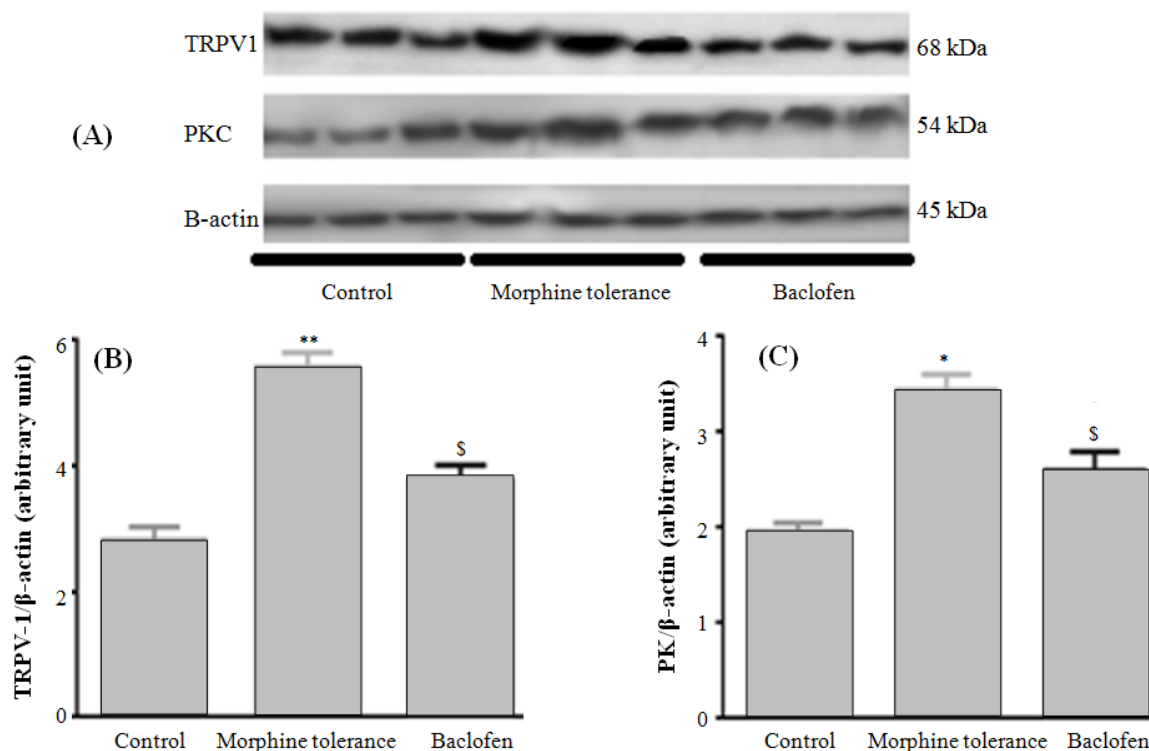 TRPV1
68 kDa
(A)
PKC
54 kDa
B-actin
45 kDa
Control Morphine tolerance Baclofen
(B)
TRPV-1/β-actin (arbitrary unit)
6
4
2
0
**
$
Control Morphine tolerance Baclofen
(C)
PK/β-actin (arbitrary unit)
4
3
2
1
0
*
$
Control Morphine tolerance Baclofen